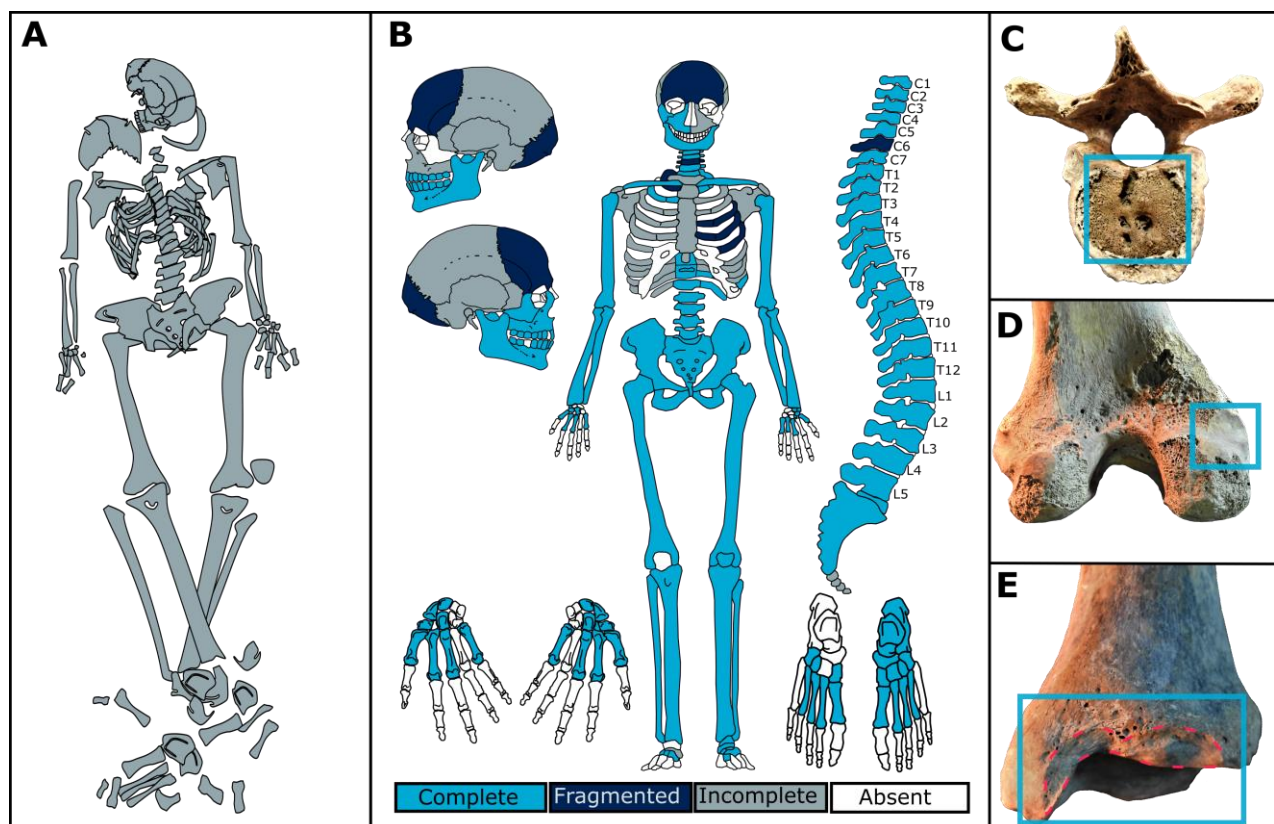 A
B
C1
C2
C3
C4
C5
C6
C7
T1
T2
T3
T4
T5
T6
T7
T8
T9
T10
T11
T12
L1
L2
L3
L4
L5
Complete
Fragmented
Incomplete
Absent
C
D
E